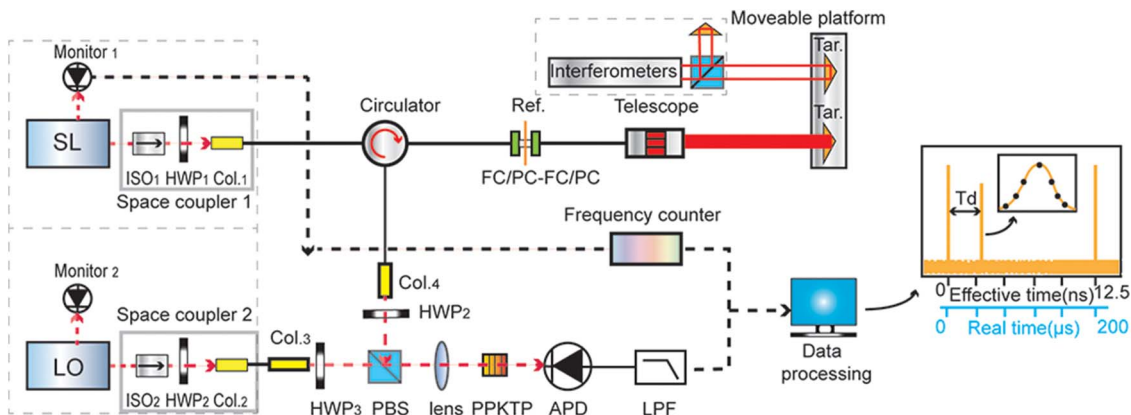 Moveable platform
Monitor 1
Tar.
Interferometers
Circulator
Ref.
Telescope
Tar.
SL
ISO1 HWP1 Col.1
FC/PC-FC/PC
Space coupler 1
Frequency counter
Td
Monitor 2
Col.4
Space coupler 2
HWP2
0 Effective time(ns) 12.5
Col.3
0 Real time(μs) 200
LO
Data
processing
ISO2 HWP2 Col.2
HWP3 PBS lens PPKTP APD LPF